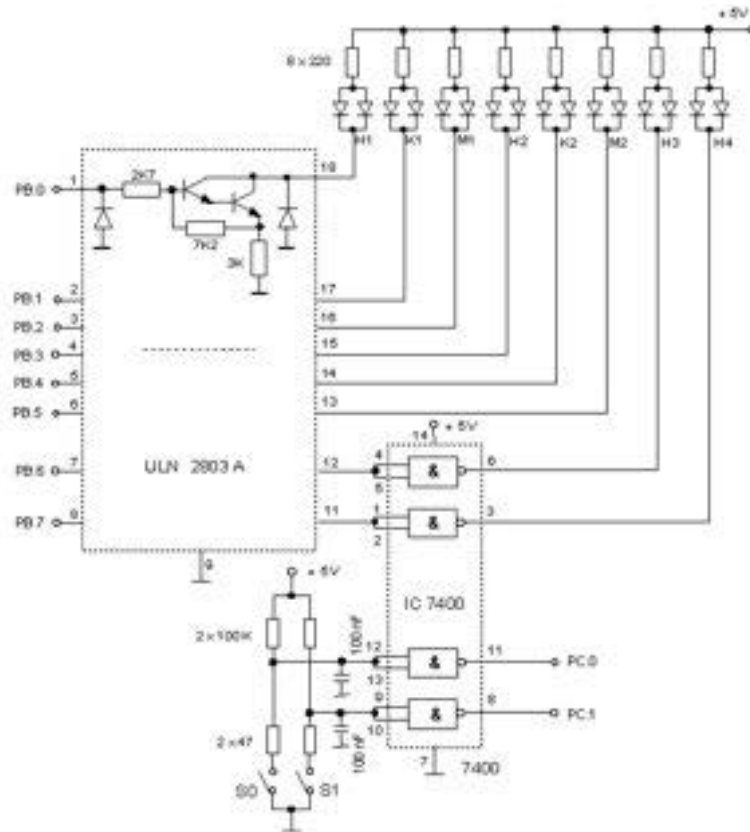 + 5V
8 x 220
H1 K1 M1 H2 K2 M2 H3 H4
PB.0 1 2K7 18
7K2
3K
PB.1 2 17
PB.2 3 16
PB.3 4 15
PB.4 5 14
PB.5 6 13
+ 5V
14
PB.6 7 ULN 2803 A 12 4 & 6
5
PB.7 8 11 1 & 3
2
9
+ 5V
IC 7400
2 x 100K 100 nF 12 & 11 PC.0
13
9 & 8 PC.1
10
2 x 47 100 nF
7 7400
S0 S1